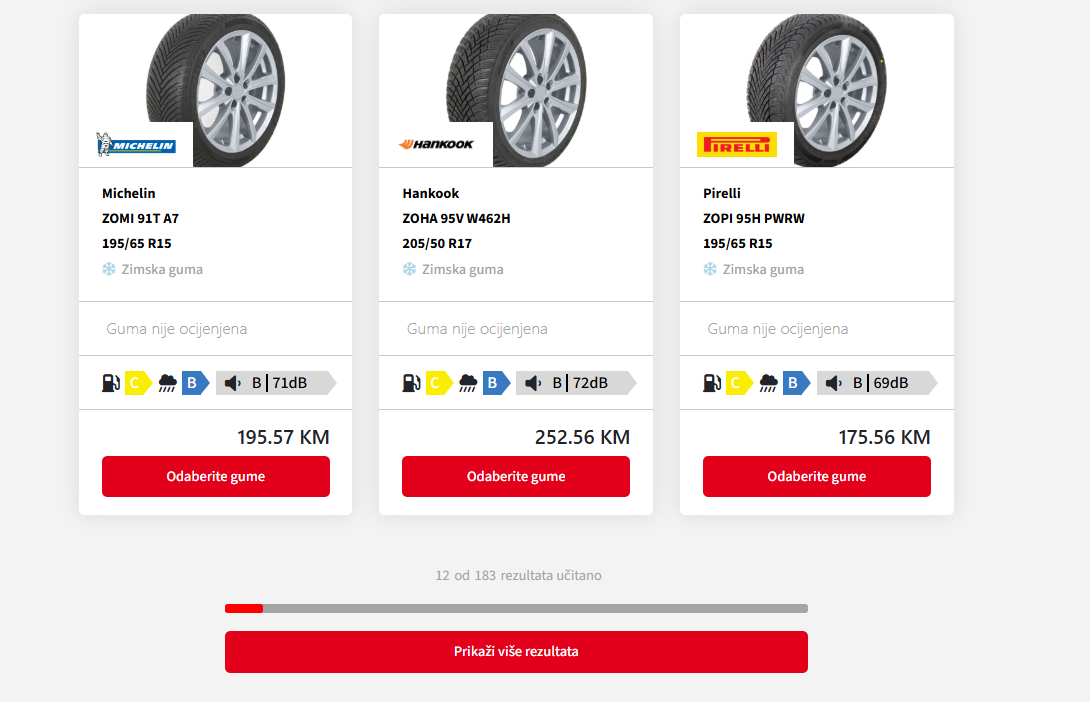 MICHELIN
Michelin
ZOMI 91T A7
195/65 R15
Zimska guma
Guma nije ocijenjena
C B B | 71dB
195.57 KM
Odaberite gume
HANKOOK
Hankook
ZOHA 95V W462H
205/50 R17
Zimska guma
Guma nije ocijenjena
C B B | 72dB
252.56 KM
Odaberite gume
PIRELLI
Pirelli
ZOPI 95H PWRW
195/65 R15
Zimska guma
Guma nije ocijenjena
C B B | 69dB
175.56 KM
Odaberite gume
12 od 183 rezultata učitano
Prikaži više rezultata